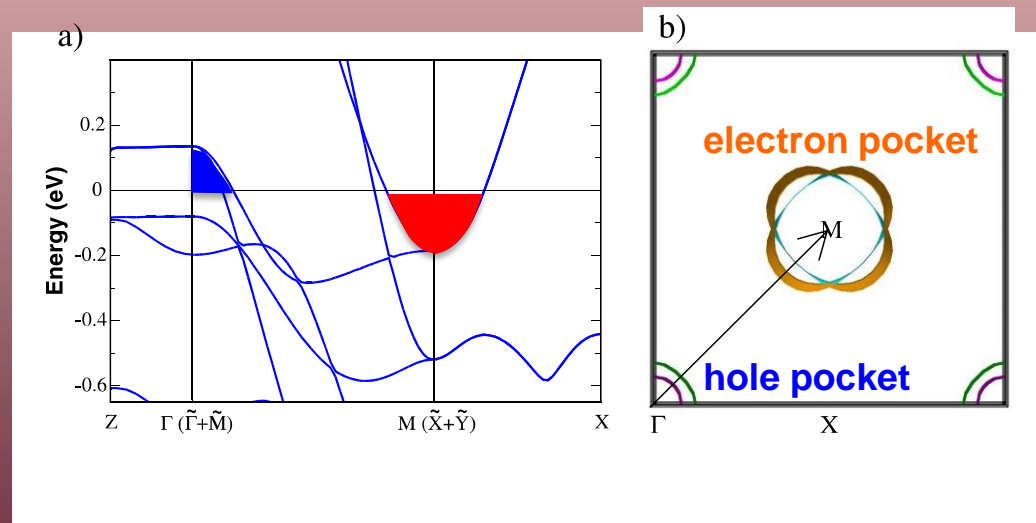 a)
b)
Energy (eV)
0.2
0
-0.2
-0.4
-0.6
Z
Γ (Γ̃+M̃)
M (X̃+Ỹ)
X
electron pocket
M
hole pocket
Γ
X